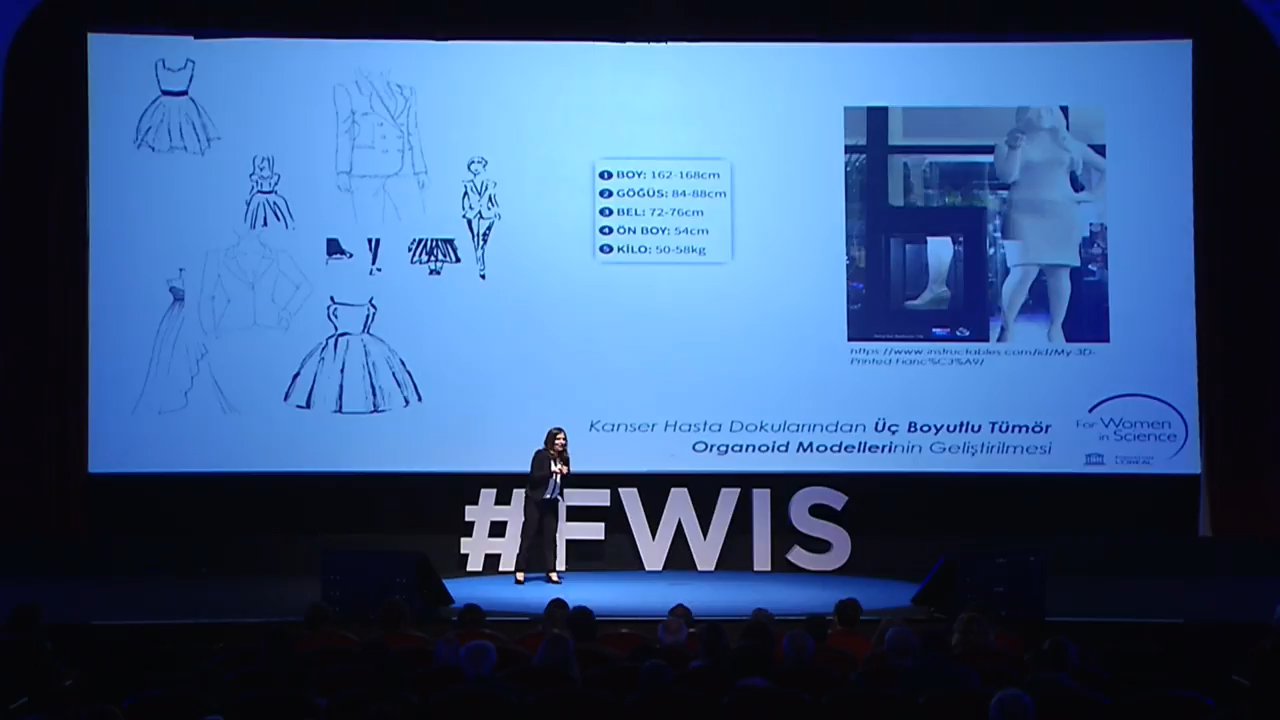 1 BOY: 162-168cm
2 GÖĞÜS: 84-88cm
3 BEL: 72-76cm
4 ÖN BOY: 54cm
5 KİLO: 50-58kg
https://www.instructables.com/id/My-3D-
Printed-Fianc%C3%A9/
Kanser Hasta Dokularından Üç Boyutlu Tümör
Organoid Modellerinin Geliştirilmesi
For Women
in Science
L'ORÉAL
#FWIS